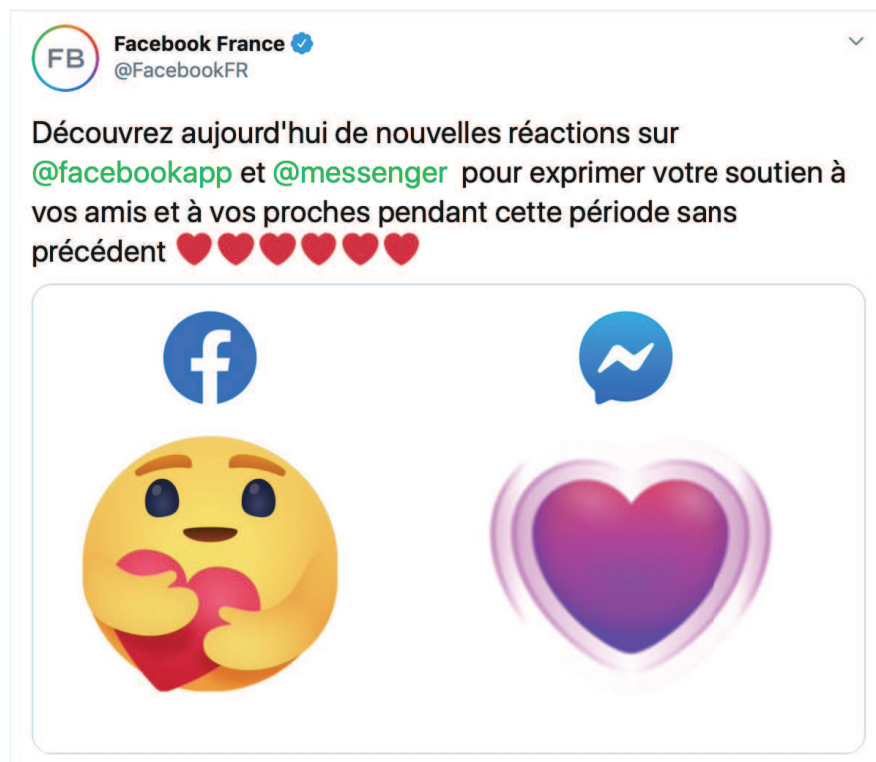 FB
Facebook France
@FacebookFR
Découvrez aujourd'hui de nouvelles réactions sur
@facebookapp et @messenger pour exprimer votre soutien à
vos amis et à vos proches pendant cette période sans
précédent ❤️❤️❤️❤️❤️❤️
f